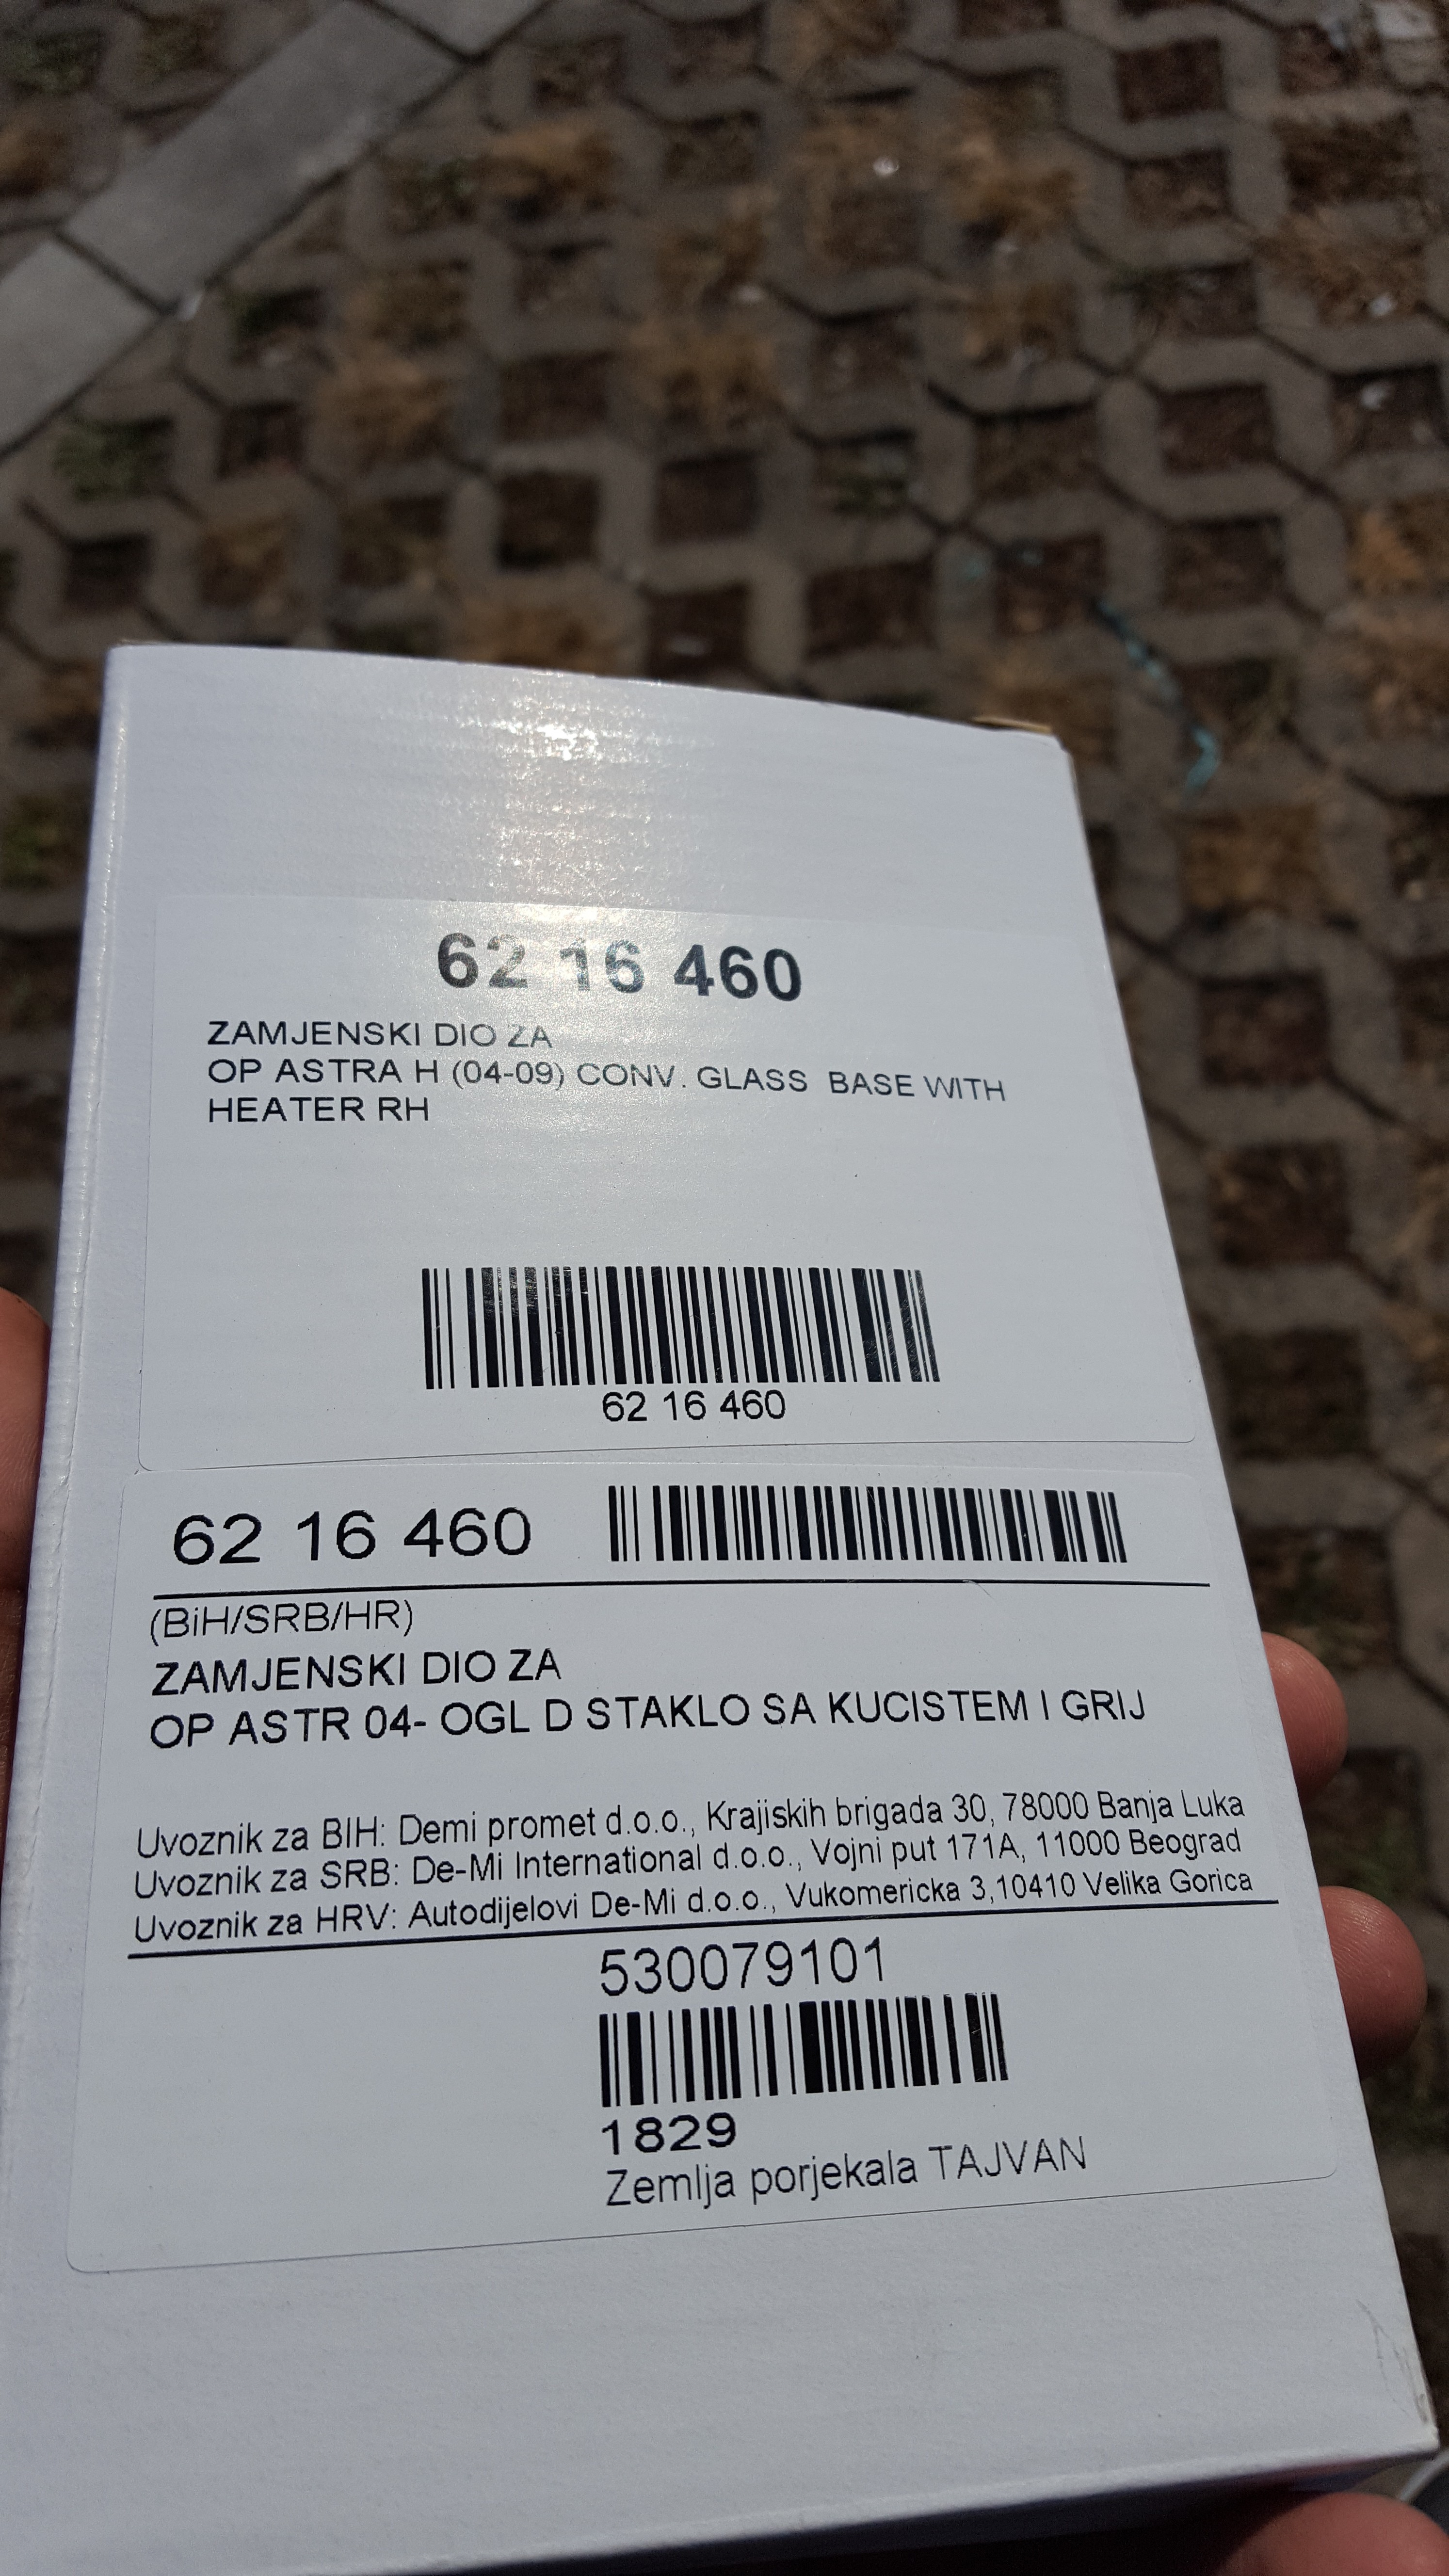 62 16 460
ZAMJENSKI DIO ZA
OP ASTRA H (04-09) CONV. GLASS BASE WITH
HEATER RH
62 16 460
62 16 460
(BiH/SRB/HR)
ZAMJENSKI DIO ZA
OP ASTR 04- OGL D STAKLO SA KUCISTEM I GRIJ
Uvoznik za BIH: Demi promet d.o.o., Krajiskih brigada 30, 78000 Banja Luka
Uvoznik za SRB: De-Mi International d.o.o., Vojni put 171A, 11000 Beograd
Uvoznik za HRV: Autodijelovi De-Mi d.o.o., Vukomericka 3,10410 Velika Gorica
530079101
1829
Zemlja porjekala TAJVAN